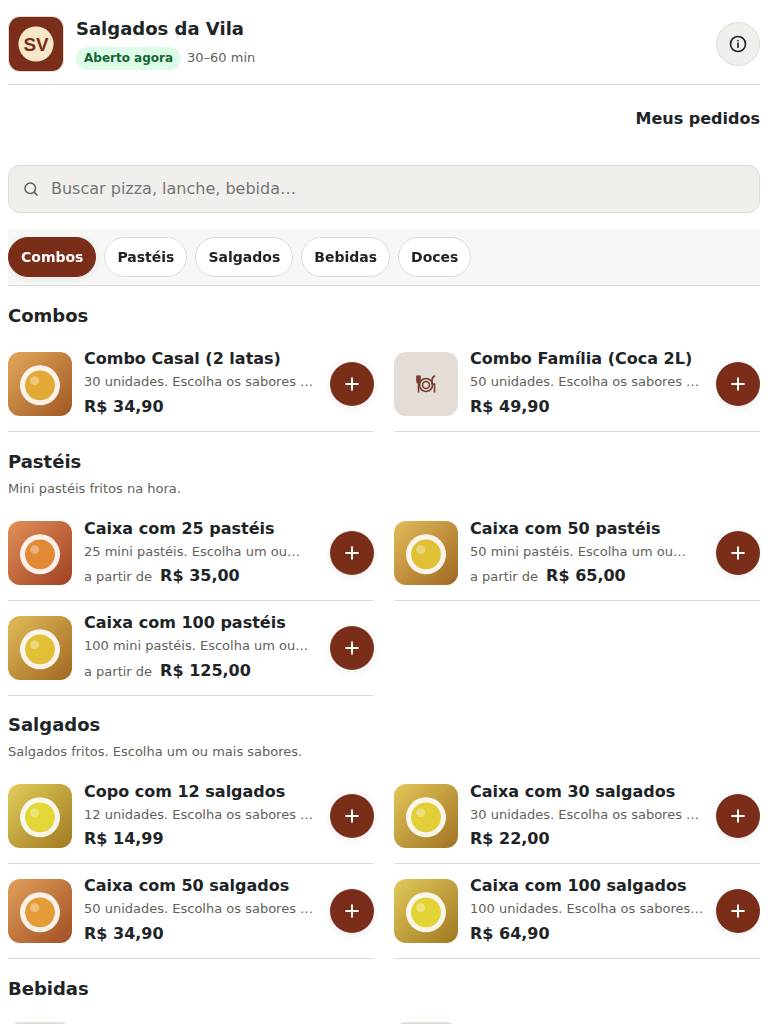 SV
Salgados da Vila
Aberto agora 30–60 min
Meus pedidos
Buscar pizza, lanche, bebida...
Combos Pastéis Salgados Bebidas Doces
Combos
Combo Casal (2 latas)
30 unidades. Escolha os sabores ...
R$ 34,90
Combo Família (Coca 2L)
50 unidades. Escolha os sabores ...
R$ 49,90
Pastéis
Mini pastéis fritos na hora.
Caixa com 25 pastéis
25 mini pastéis. Escolha um ou...
a partir de R$ 35,00
Caixa com 50 pastéis
50 mini pastéis. Escolha um ou...
a partir de R$ 65,00
Caixa com 100 pastéis
100 mini pastéis. Escolha um ou...
a partir de R$ 125,00
Salgados
Salgados fritos. Escolha um ou mais sabores.
Copo com 12 salgados
12 unidades. Escolha os sabores ...
R$ 14,99
Caixa com 30 salgados
30 unidades. Escolha os sabores ...
R$ 22,00
Caixa com 50 salgados
50 unidades. Escolha os sabores ...
R$ 34,90
Caixa com 100 salgados
100 unidades. Escolha os sabores...
R$ 64,90
Bebidas